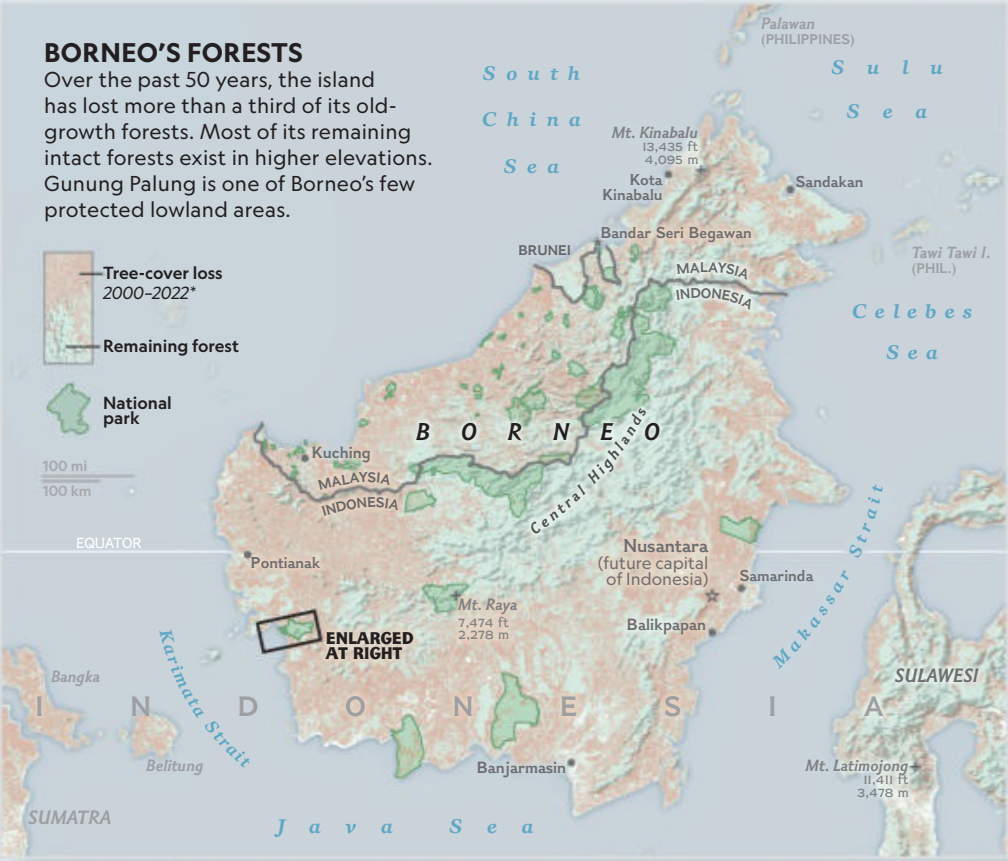 BORNEO'S FORESTS
Over the past 50 years, the island
has lost more than a third of its old-
growth forests. Most of its remaining
intact forests exist in higher elevations.
Gunung Palung is one of Borneo's few
protected lowland areas.
Tree-cover loss
2000–2022*
Remaining forest
National
park
100 mi
100 km
Palawan
(PHILIPPINES)
South
China
Sea
Sulu
Sea
Mt. Kinabalu
13,435 ft
4,095 m
Kota
Kinabalu
Sandakan
Bandar Seri Begawan
BRUNEI
MALAYSIA
INDONESIA
Tawi Tawi I.
(PHIL.)
Celebes
Sea
BORNEO
Central Highlands
Kuching
MALAYSIA
INDONESIA
EQUATOR
Pontianak
Nusantara
(future capital
of Indonesia)
Samarinda
Balikpapan
Makassar Strait
Mt. Raya
7,474 ft
2,278 m
ENLARGED
AT RIGHT
Karimata Strait
Bangka
SULAWESI
INDONESIA
Belitung
Banjarmasin
Mt. Latimojong
11,411 ft
3,478 m
SUMATRA
Java Sea